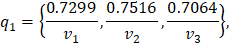 q₁ = {0.7299/v₁, 0.7516/v₂, 0.7064/v₃},